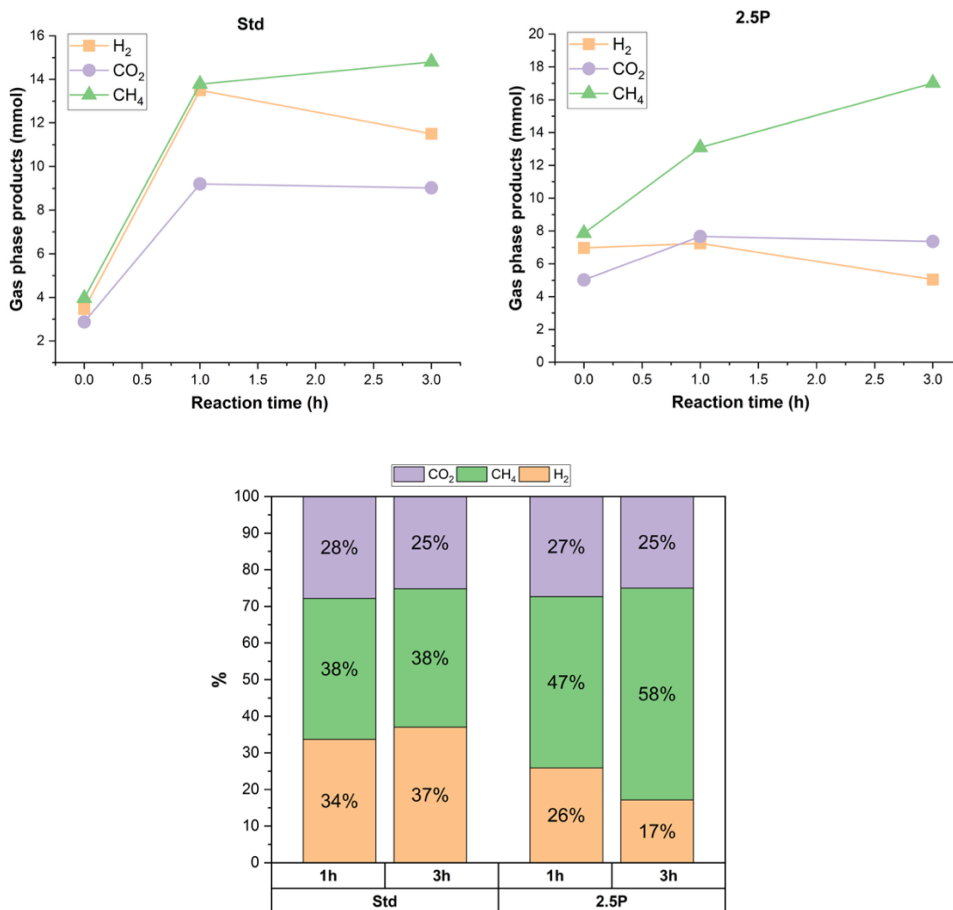 Std
H₂
CO₂
CH₄
16
14
12
10
8
6
4
2
Gas phase products (mmol)
0.0 0.5 1.0 1.5 2.0 2.5 3.0
Reaction time (h)
2.5P
H₂
CO₂
CH₄
20
18
16
14
12
10
8
6
4
2
0
Gas phase products (mmol)
0.0 0.5 1.0 1.5 2.0 2.5 3.0
Reaction time (h)
CO₂ CH₄ H₂
100
90
80
70
60
50
40
30
20
10
0
%
28% 25% 27% 25%
38% 38% 47% 58%
34% 37% 26% 17%
1h 3h 1h 3h
Std 2.5P